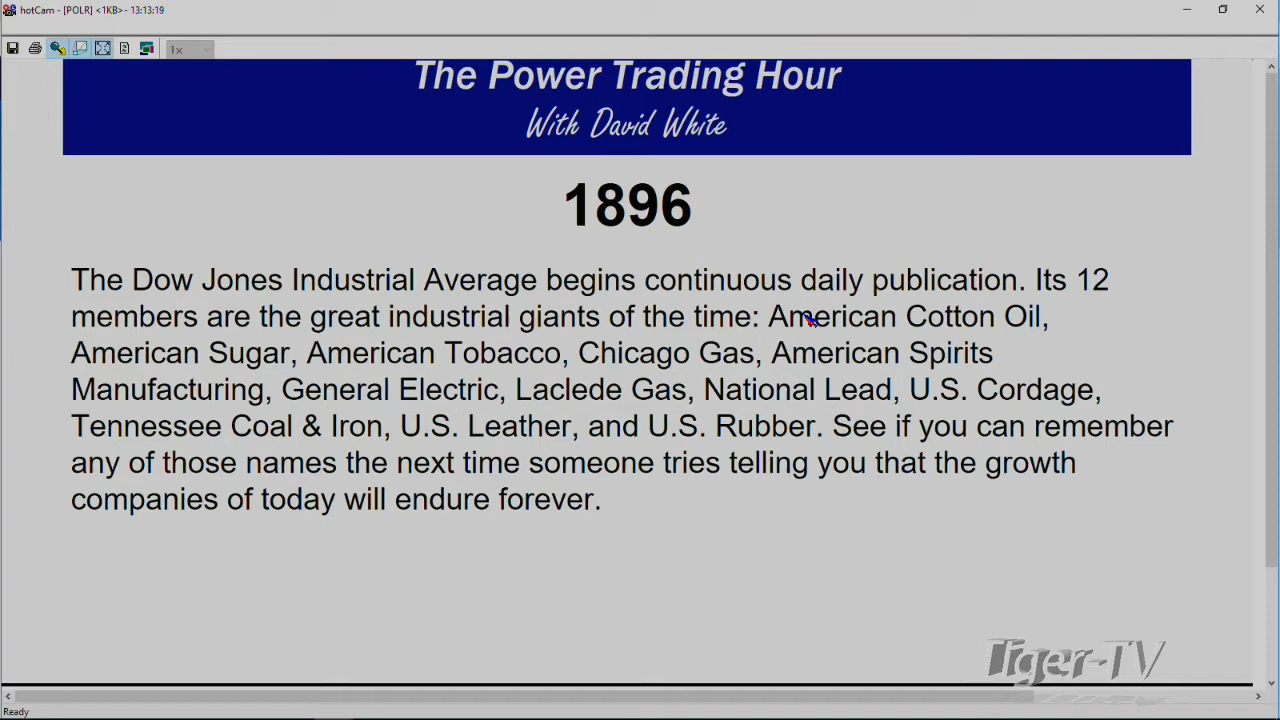 hotCam - [POLR] <1KB> - 13:13:19
1x
The Power Trading Hour
With David White
1896
The Dow Jones Industrial Average begins continuous daily publication. Its 12
members are the great industrial giants of the time: American Cotton Oil,
American Sugar, American Tobacco, Chicago Gas, American Spirits
Manufacturing, General Electric, Laclede Gas, National Lead, U.S. Cordage,
Tennessee Coal & Iron, U.S. Leather, and U.S. Rubber. See if you can remember
any of those names the next time someone tries telling you that the growth
companies of today will endure forever.
Tiger-TV
Ready